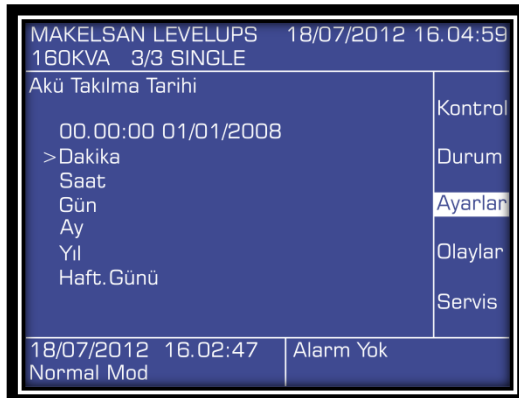 MAKELSAN LEVELUPS 18/07/2012 16.04:59
160KVA 3/3 SINGLE
Akü Takılma Tarihi
00.00:00 01/01/2008
>Dakika
Saat
Gün
Ay
Yıl
Haft.Günü
Kontrol
Durum
Ayarlar
Olaylar
Servis
18/07/2012 16.02:47 Alarm Yok
Normal Mod